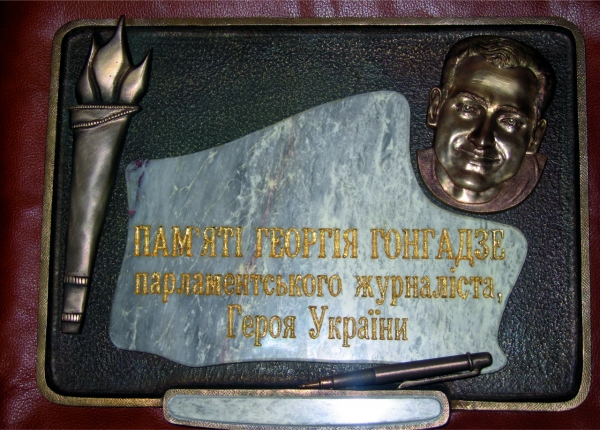 ПАМ'ЯТІ ГЕОРГІЯ ГОНГАДЗЕ
парламентського журналіста,
Героя України